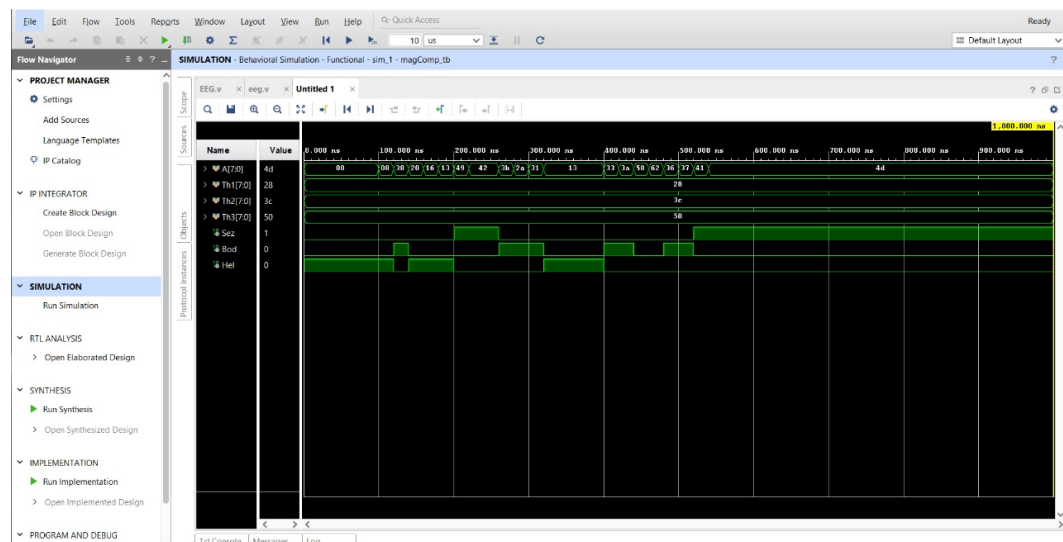 File Edit Flow Tools Reports Window Layout View Run Help Q- Quick Access Ready
10 us Default Layout
Flow Navigator
SIMULATION - Behavioral Simulation - Functional - sim_1 - magComp_tb
PROJECT MANAGER
Settings
Add Sources
Language Templates
IP Catalog
IP INTEGRATOR
Create Block Design
Open Block Design
Generate Block Design
SIMULATION
Run Simulation
RTL ANALYSIS
Open Elaborated Design
SYNTHESIS
Run Synthesis
Open Synthesized Design
IMPLEMENTATION
Run Implementation
Open Implemented Design
PROGRAM AND DEBUG
Scope
Sources
Objects
Protocol Instances
EEG.v × eeg.v × Untitled 1 ×
1,000.000 ns
Name Value 0.000 ns 100.000 ns 200.000 ns 300.000 ns 400.000 ns 500.000 ns 600.000 ns 700.000 ns 800.000 ns 900.000 ns
A[7:0] 4d 00 20 16 13 49 42 3b 2a 31 13 33 3a 50 62 36 37 41 4d
Th1[7:0] 28 28
Th2[7:0] 3c 3c
Th3[7:0] 50 50
Sez 1
Bod 0
Hel 0
Tcl Console Messages Log